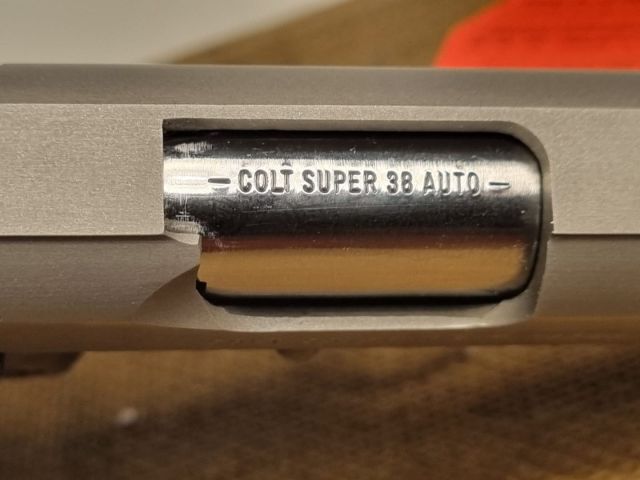 — COLT SUPER 38 AUTO —